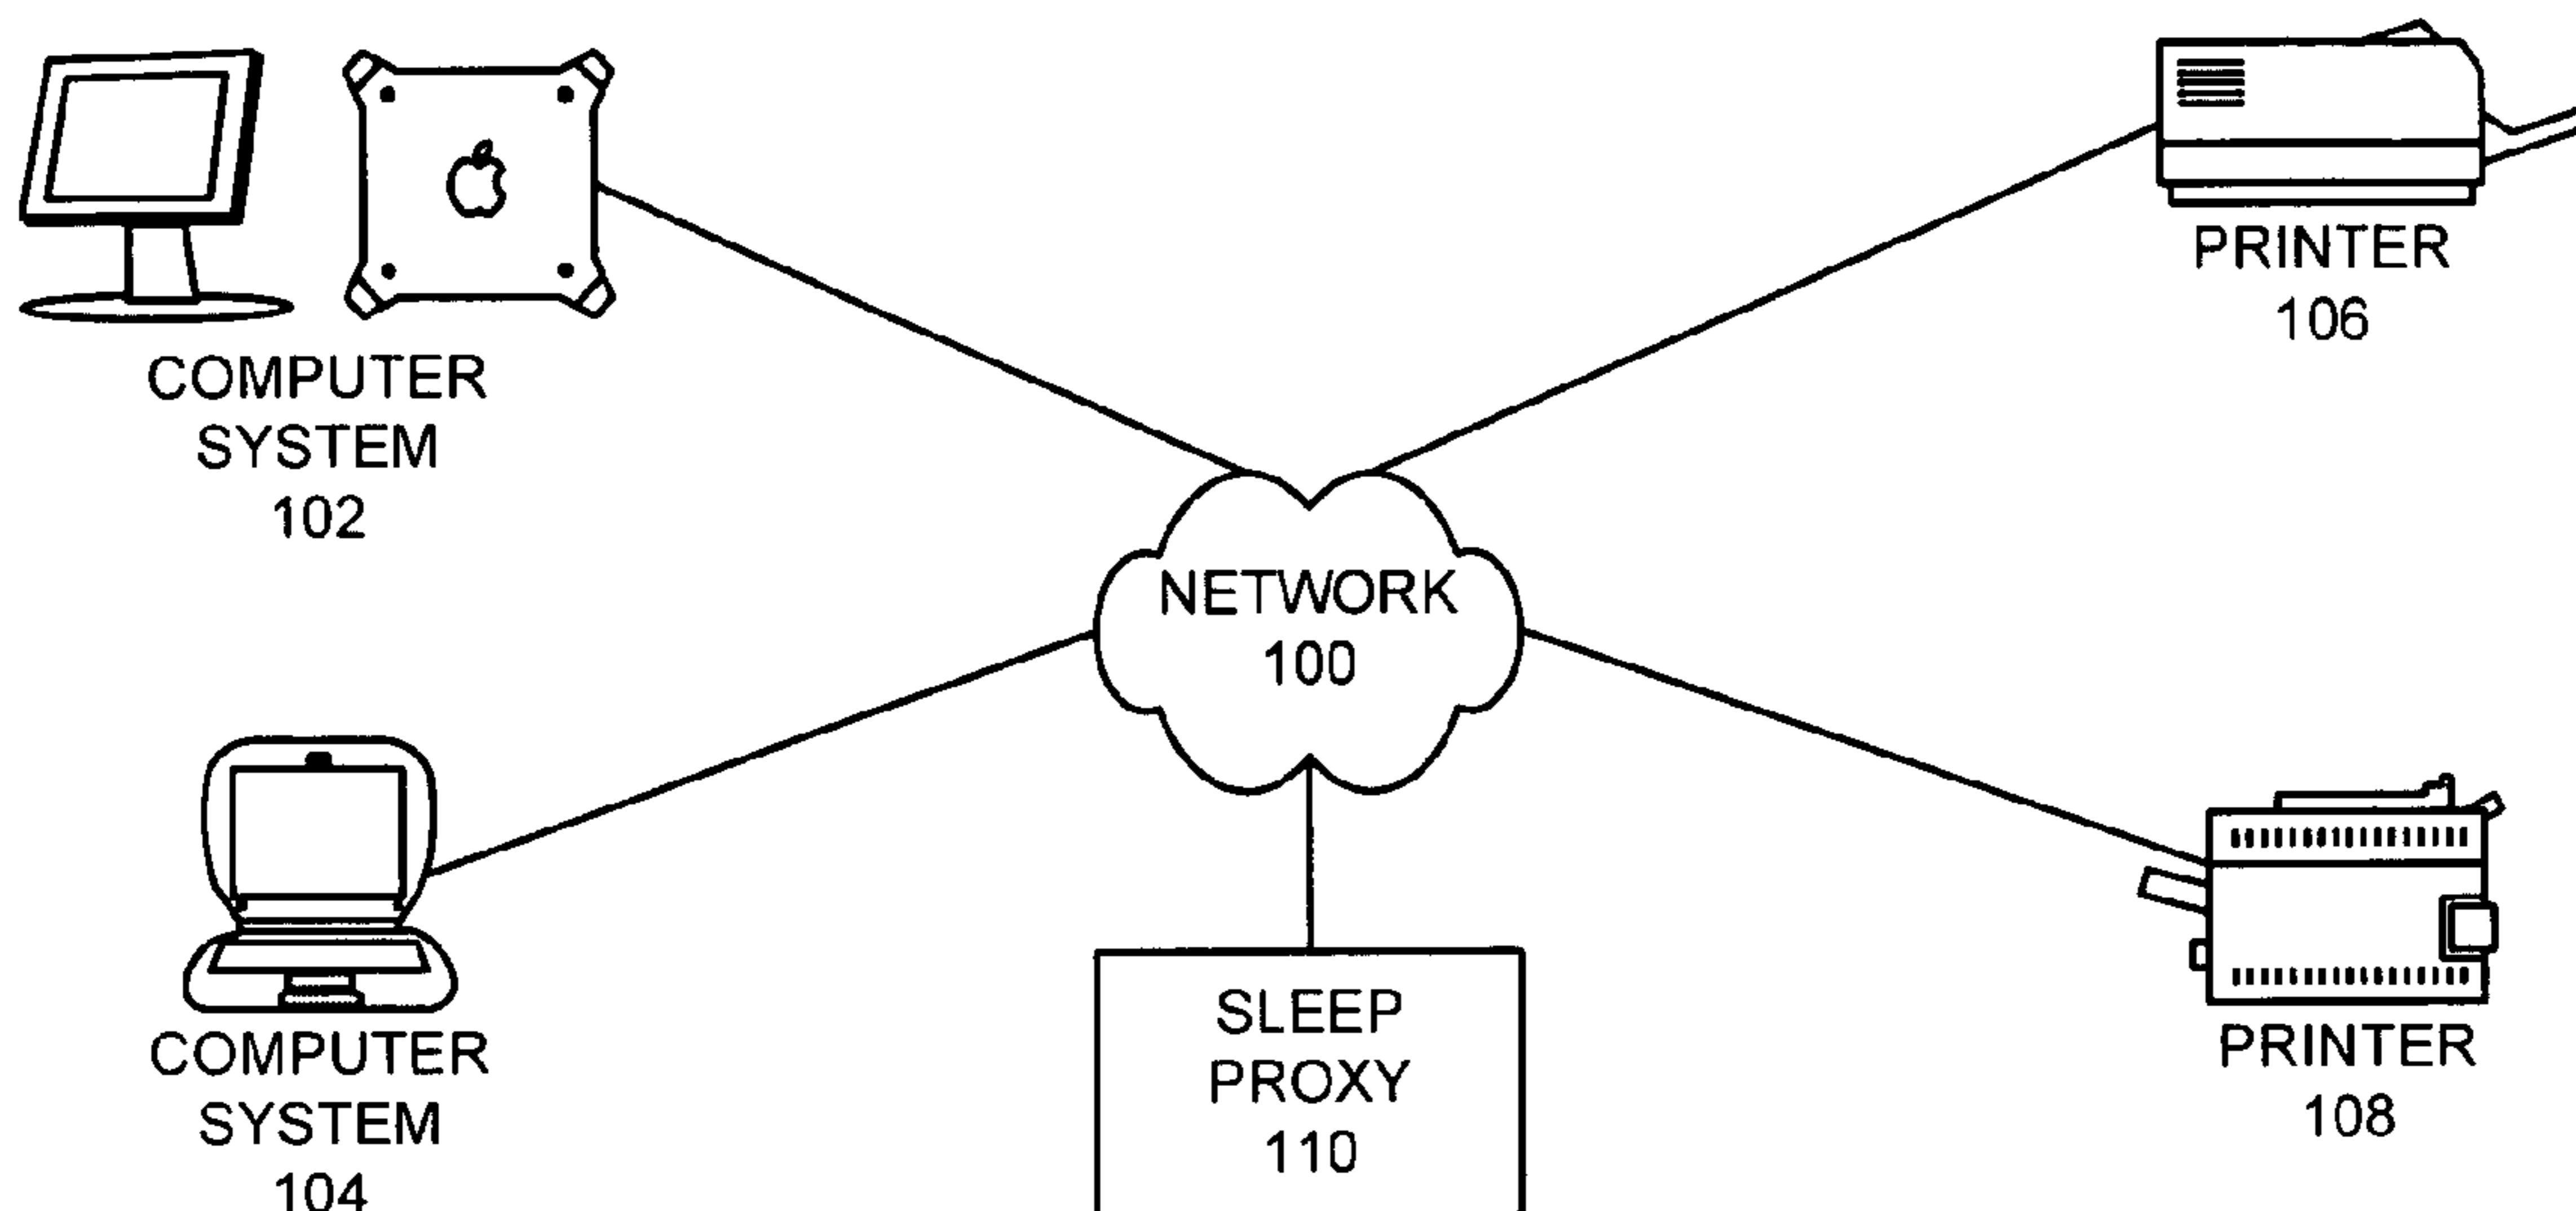 COMPUTER
SYSTEM
102
PRINTER
106
NETWORK
100
COMPUTER
SYSTEM
104
SLEEP
PROXY
110
PRINTER
108